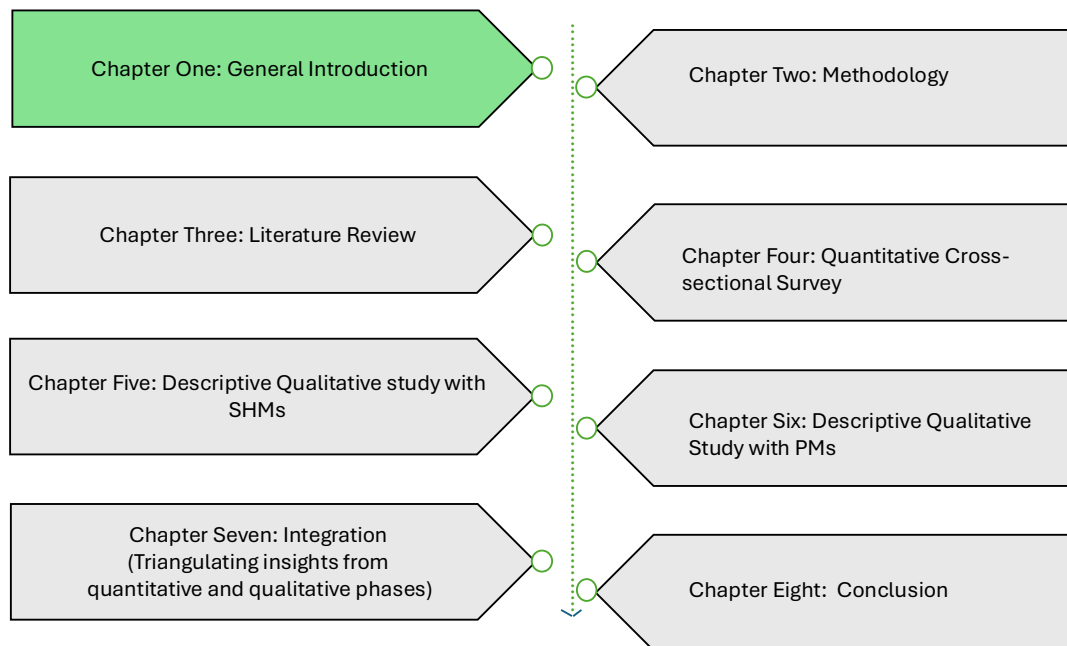 Chapter One: General Introduction
Chapter Two: Methodology
Chapter Three: Literature Review
Chapter Four: Quantitative Cross-
sectional Survey
Chapter Five: Descriptive Qualitative study with
SHMs
Chapter Six: Descriptive Qualitative
Study with PMs
Chapter Seven: Integration
(Triangulating insights from
quantitative and qualitative phases)
Chapter Eight:  Conclusion